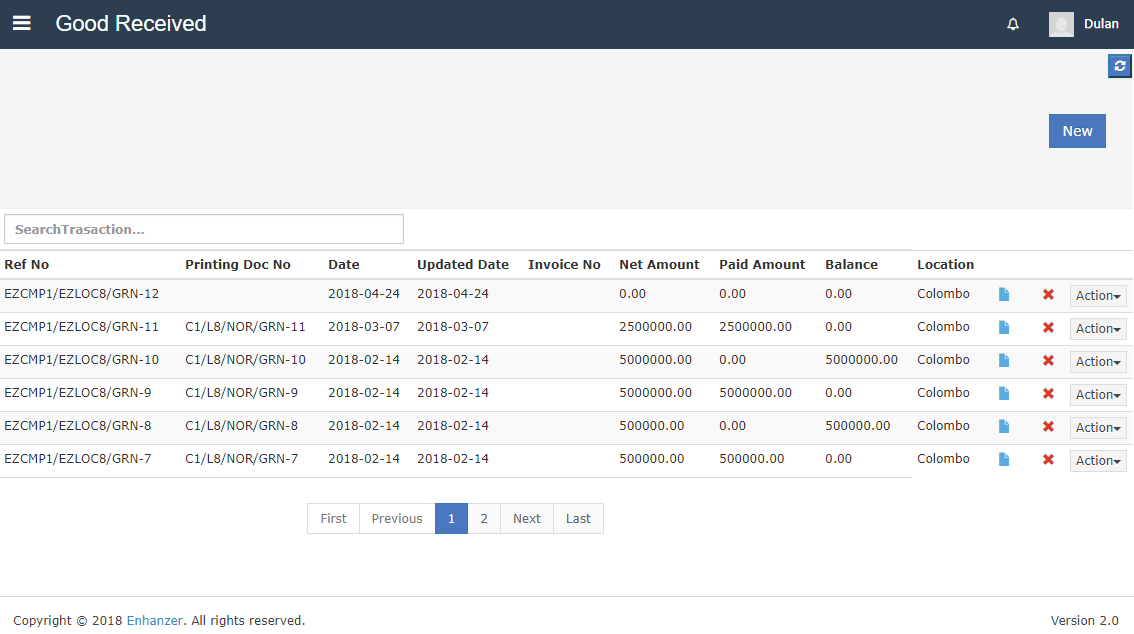 Good Received
Dulan
New
SearchTrasaction...
Ref No Printing Doc No Date Updated Date Invoice No Net Amount Paid Amount Balance Location
EZCMP1/EZLOC8/GRN-12 2018-04-24 2018-04-24 0.00 0.00 0.00 Colombo Action
EZCMP1/EZLOC8/GRN-11 C1/L8/NOR/GRN-11 2018-03-07 2018-03-07 2500000.00 2500000.00 0.00 Colombo Action
EZCMP1/EZLOC8/GRN-10 C1/L8/NOR/GRN-10 2018-02-14 2018-02-14 5000000.00 0.00 5000000.00 Colombo Action
EZCMP1/EZLOC8/GRN-9 C1/L8/NOR/GRN-9 2018-02-14 2018-02-14 5000000.00 5000000.00 0.00 Colombo Action
EZCMP1/EZLOC8/GRN-8 C1/L8/NOR/GRN-8 2018-02-14 2018-02-14 500000.00 0.00 500000.00 Colombo Action
EZCMP1/EZLOC8/GRN-7 C1/L8/NOR/GRN-7 2018-02-14 2018-02-14 500000.00 500000.00 0.00 Colombo Action
First Previous 1 2 Next Last
Copyright © 2018 Enhanzer. All rights reserved. Version 2.0